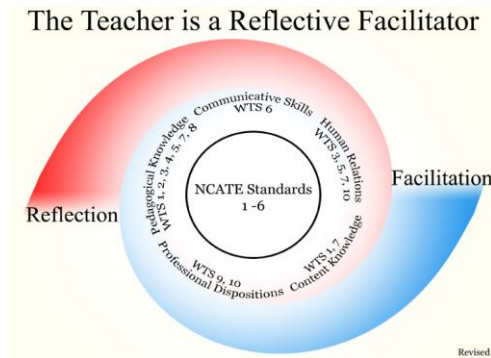 The Teacher is a Reflective Facilitator
Communicative Skills
WTS 6
Human Relations
WTS 3, 5, 7, 10
Pedagogical Knowledge
WTS 1, 2, 3, 4, 5, 7, 8
NCATE Standards
1 -6
Facilitation
Reflection
WTS 1, 7
Content Knowledge
WTS 9, 10
Professional Dispositions
Revised